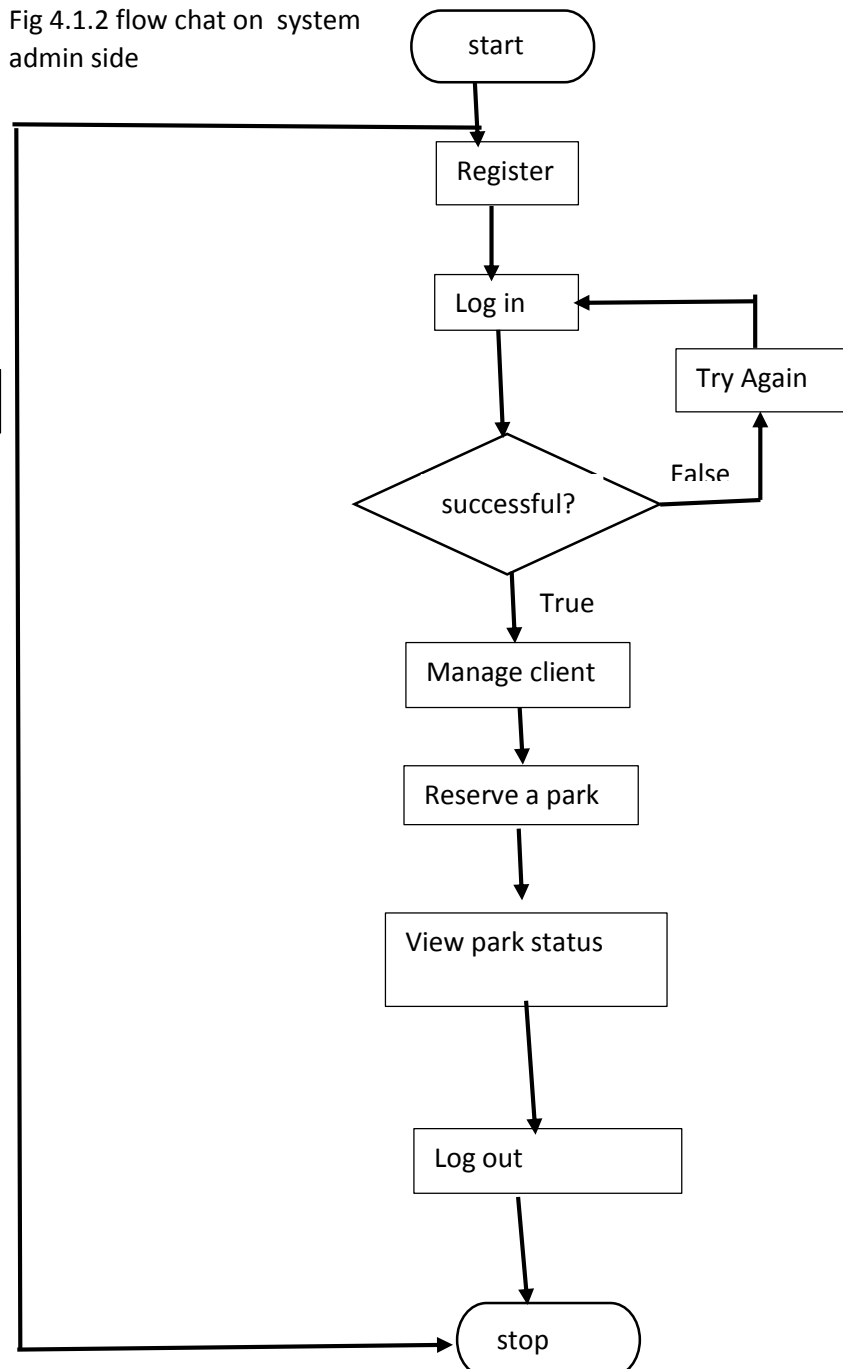 Fig 4.1.2 flow chat on system
admin side
start
Register
Log in
Try Again
False
successful?
True
Manage client
Reserve a park
View park status
Log out
stop